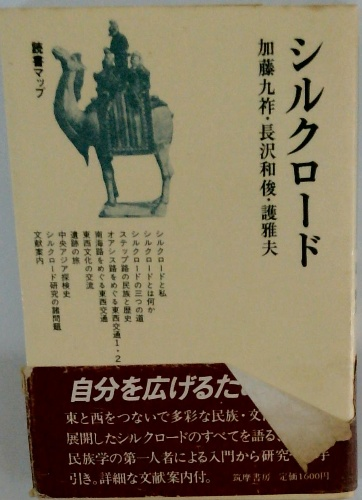 シルクロード
加藤九祚・長沢和俊・護雅夫
読書マップ
シルクロードと私
シルクロードとは何か
シルクロードの三つの道
ステップ路の民族と歴史
オアシス路をめぐる東西交通1・2
南海路をめぐる東西交通
東西文化の交流
遺跡の旅
中央アジア探検史
シルクロード研究の諸問題
文献案内
自分を広げるた
東と西をつないで多彩な民族・文
展開したシルクロードのすべてを語る
民族学の第一人者による入門から研究 手
引き。詳細な文献案内付。
筑摩書房 定価1600円